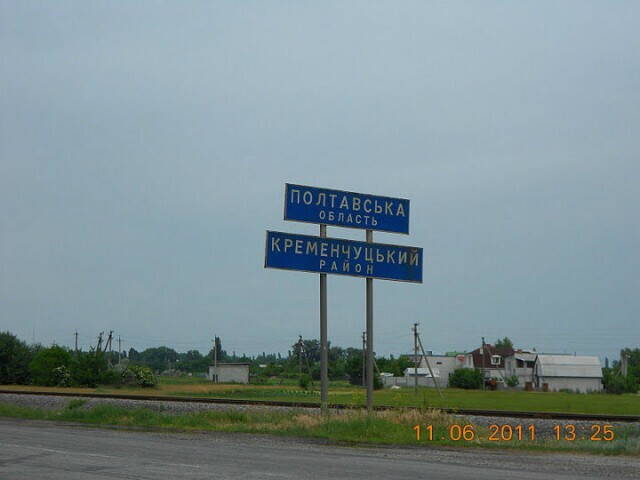 ПОЛТАВСЬКА
ОБЛАСТЬ
КРЕМЕНЧУЦЬКИЙ
РАЙОН
11.06.2011 13:25